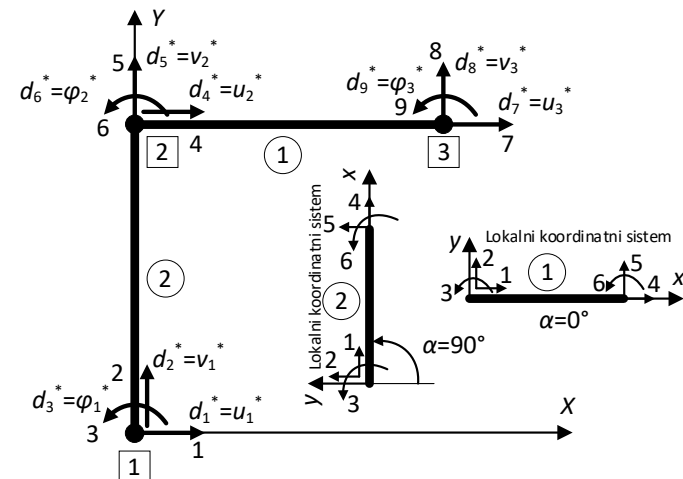 Y
5
d5*=v2*
d6*=φ2*
d4*=u2*
6
2
4
1
8
d8*=v3*
d9*=φ3*
9
d7*=u3*
3
7
2
Lokalni koordinatni sistem
x
4
5
6
2
1
2
y
3
α=90°
Lokalni koordinatni sistem
y
2
1
3
1
6
5
4
x
α=0°
2
d2*=v1*
d3*=φ1*
d1*=u1*
3
1
X
1